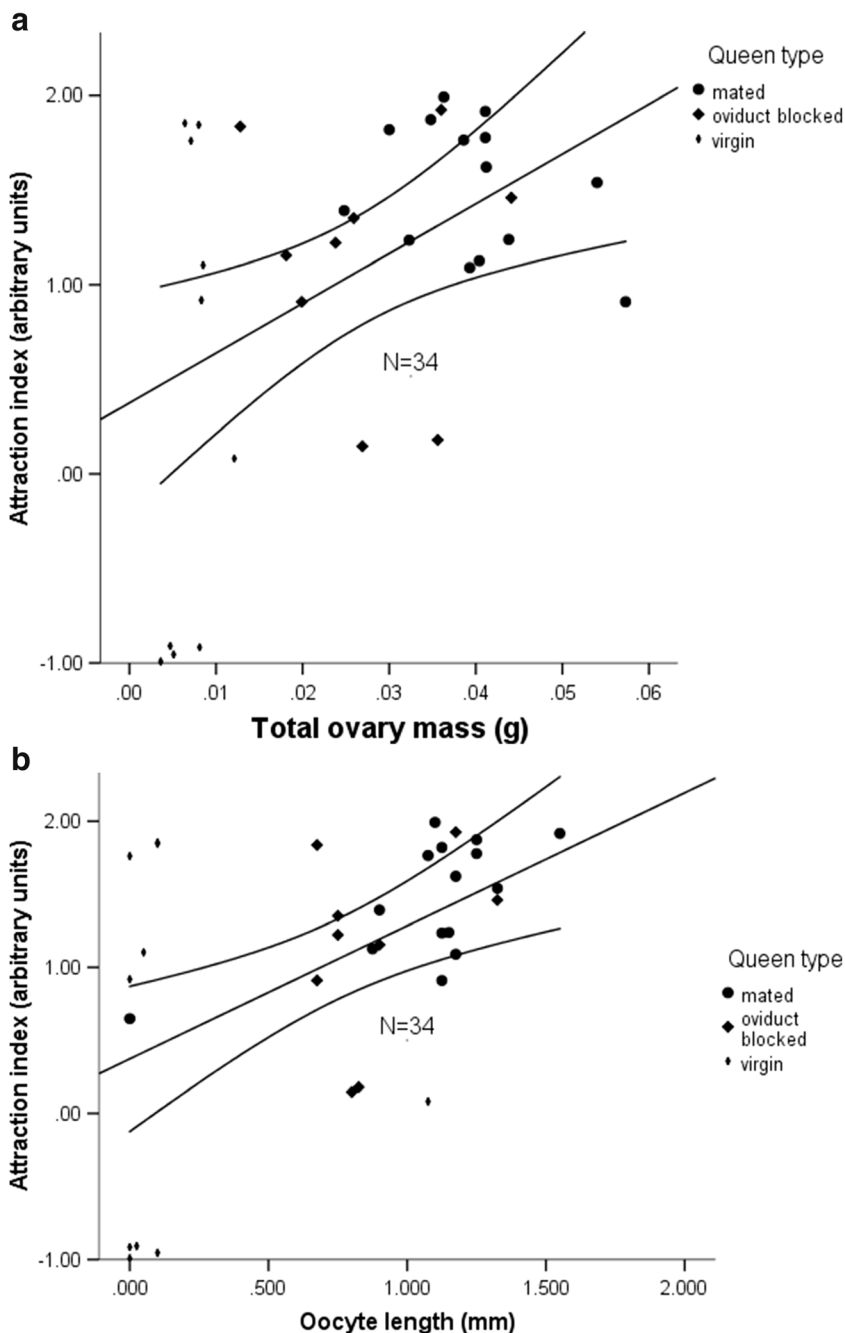 a
Attraction index (arbitrary units)
2.00
1.00
.00
-1.00
Queen type
mated
oviduct blocked
virgin
N=34
.00 .01 .02 .03 .04 .05 .06
Total ovary mass (g)
b
Attraction index (arbitrary units)
2.00
1.00
.00
-1.00
Queen type
mated
oviduct
blocked
virgin
N=34
.000 .500 1.000 1.500 2.000
Oocyte length (mm)